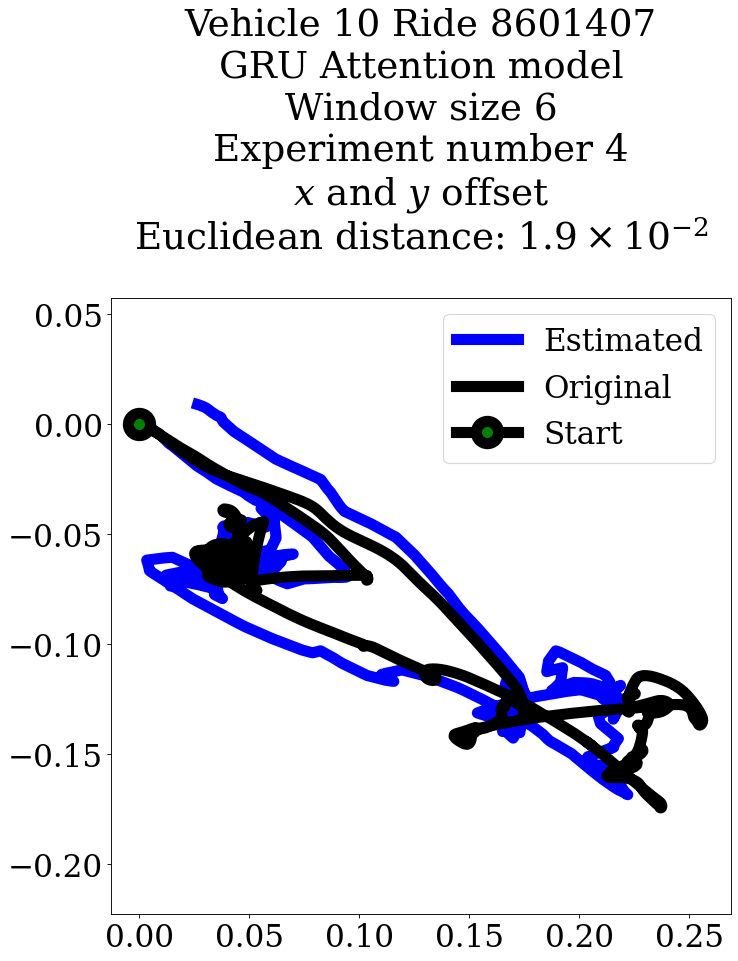 Vehicle 10 Ride 8601407
GRU Attention model
Window size 6
Experiment number 4
x and y offset
Euclidean distance: 1.9 × 10⁻²
Estimated
Original
Start
0.05
0.00
−0.05
−0.10
−0.15
−0.20
0.00 0.05 0.10 0.15 0.20 0.25